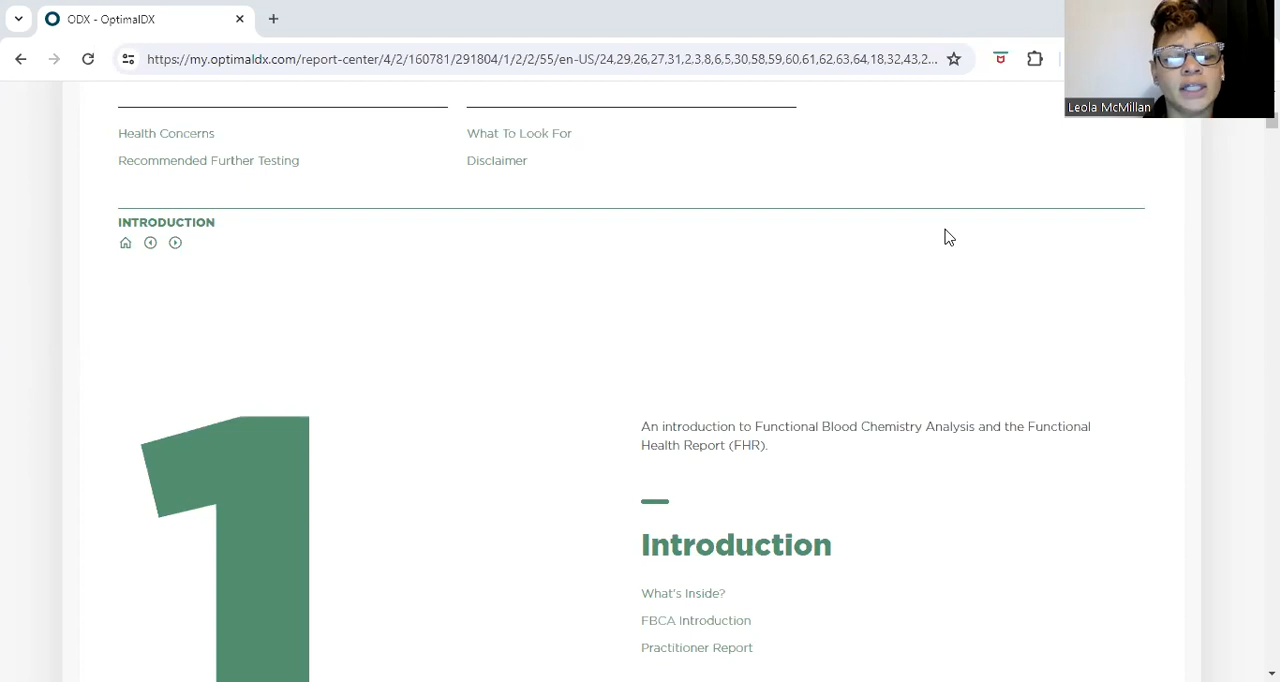 ODX - OptimalDX
https://my.optimaldx.com/report-center/4/2/160781/291504/1/2/2/55/en-US/24,29,26,27,31,2,3,8,6,5,30,58,59,60,61,62,63,64,18,32,43,2...
Leola McMillan
Health Concerns
What To Look For
Recommended Further Testing
Disclaimer
INTRODUCTION
1
An introduction to Functional Blood Chemistry Analysis and the Functional
Health Report (FHR).
Introduction
What's Inside?
FBCA Introduction
Practitioner Report